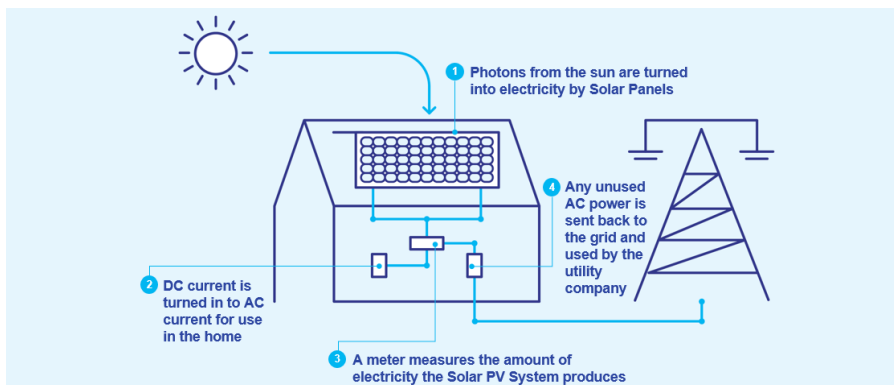 1 Photons from the sun are turned
into electricity by Solar Panels
2 DC current is
turned in to AC
current for use
in the home
3 A meter measures the amount of
electricity the Solar PV System produces
4 Any unused
AC power is
sent back to
the grid and
used by the
utility
company